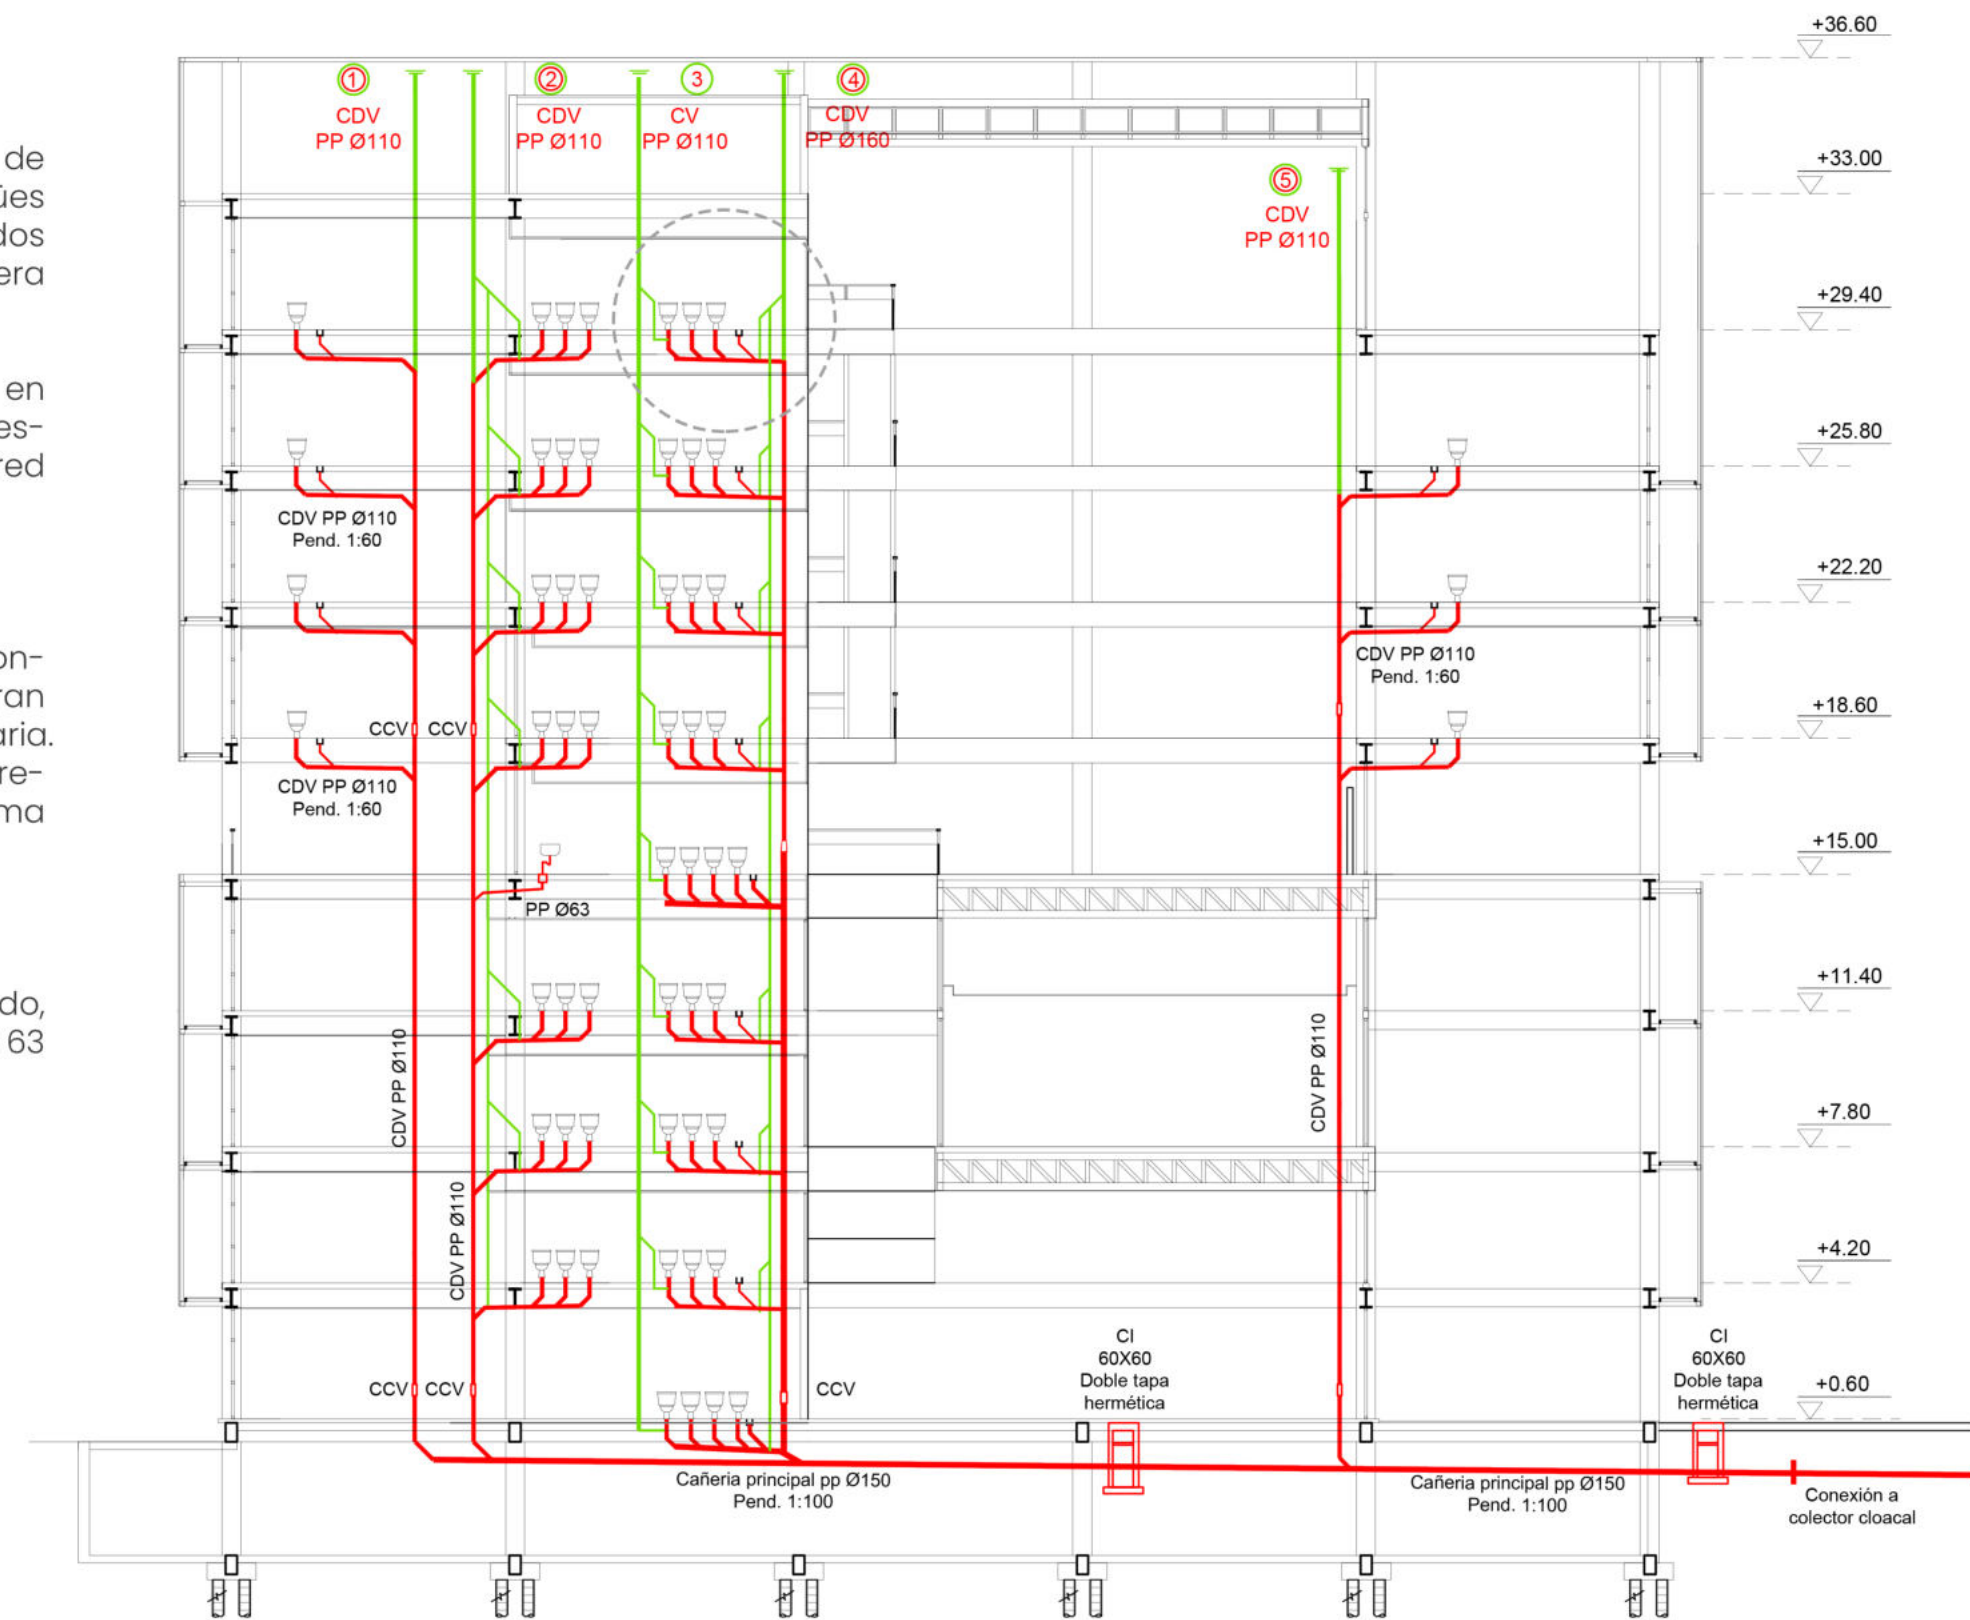 de
úes
dos
era
en
es-
red
on-
ran
aria.
re-
ma
do,
63
1
CDV
PP Ø110
2
CDV
PP Ø110
3
CV
PP Ø110
4
CDV
PP Ø160
5
CDV
PP Ø110
+36.60
+33.00
+29.40
+25.80
+22.20
+18.60
+15.00
+11.40
+7.80
+4.20
+0.60
CDV PP Ø110
Pend. 1:60
CDV PP Ø110
Pend. 1:60
CCV
CCV
CDV PP Ø110
Pend. 1:60
PP Ø63
CDV PP Ø110
CDV PP Ø110
CDV PP Ø110
CCV
CCV
CCV
CI
60X60
Doble tapa
hermética
CI
60X60
Doble tapa
hermética
Cañeria principal pp Ø150
Pend. 1:100
Cañeria principal pp Ø150
Pend. 1:100
Conexión a
colector cloacal